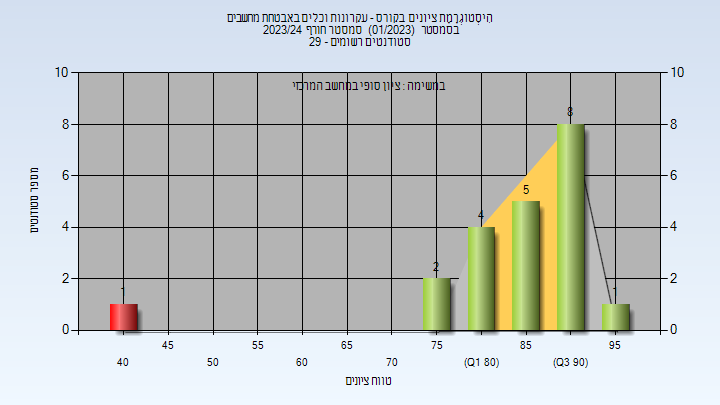 היסטוגרמת ציונים בקורס - עקרונות וכלים באבטחת מחשבים
בסמסטר (01/2023) סמסטר חורף 2023/24
סטודנטים רשומים - 29
במשימה : ציון סופי במחשב המרכזי
10 10
8 8
6 6
4 4
2 2
0 0
מספר סטודנטים
1 2 4 5 8 1
45 55 65 75 85 95
40 50 60 70 (Q1 80) (Q3 90)
טווח ציונים